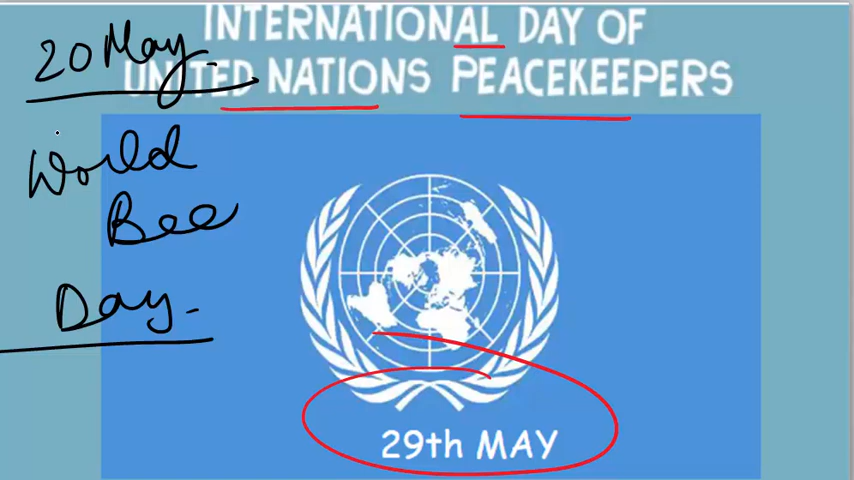 INTERNATIONAL DAY OF
UNITED NATIONS PEACEKEEPERS
20 May.
World
Bee
Day.
29th MAY